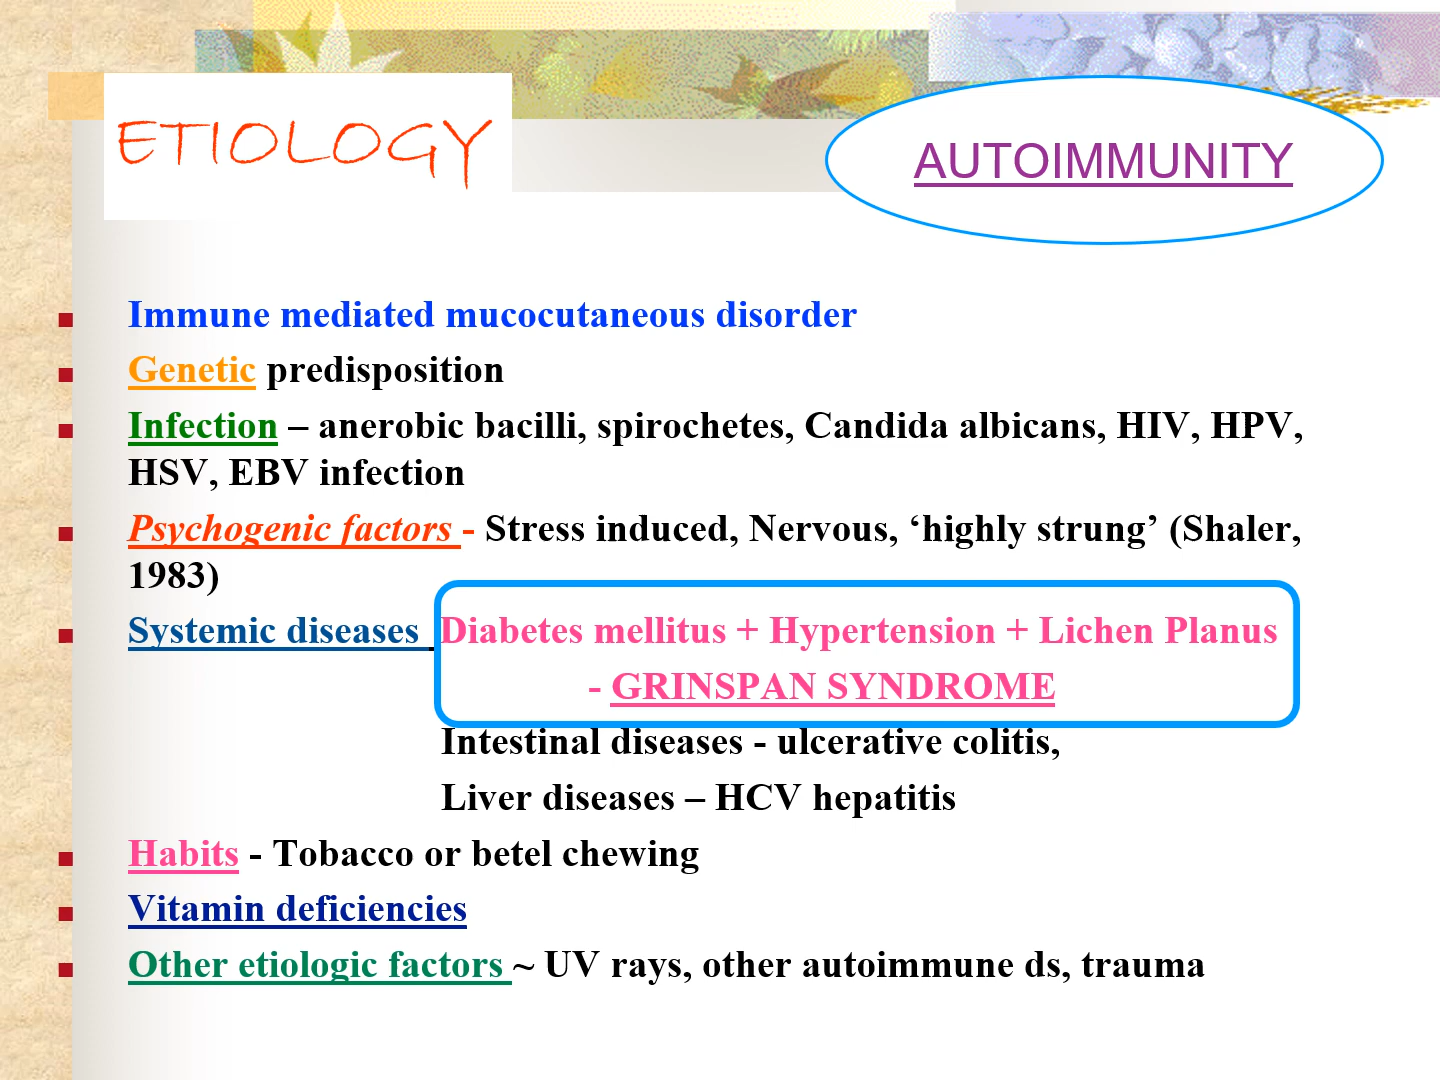 ETIOLOGY
AUTOIMMUNITY
Immune mediated mucocutaneous disorder
Genetic predisposition
Infection – anerobic bacilli, spirochetes, Candida albicans, HIV, HPV,
HSV, EBV infection
Psychogenic factors - Stress induced, Nervous, ‘highly strung’ (Shaler,
1983)
Systemic diseases Diabetes mellitus + Hypertension + Lichen Planus
- GRINSPAN SYNDROME
Intestinal diseases - ulcerative colitis,
Liver diseases – HCV hepatitis
Habits - Tobacco or betel chewing
Vitamin deficiencies
Other etiologic factors ~ UV rays, other autoimmune ds, trauma